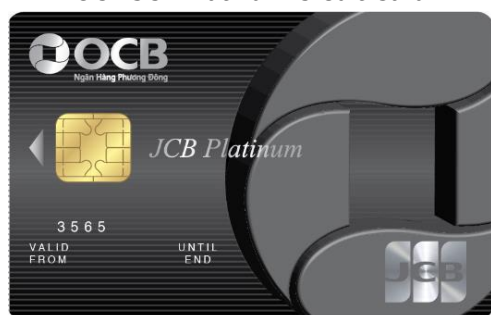 OCB
Ngân Hàng Phương Đông
JCB Platinum
3565
VALID FROM
UNTIL END
JCB